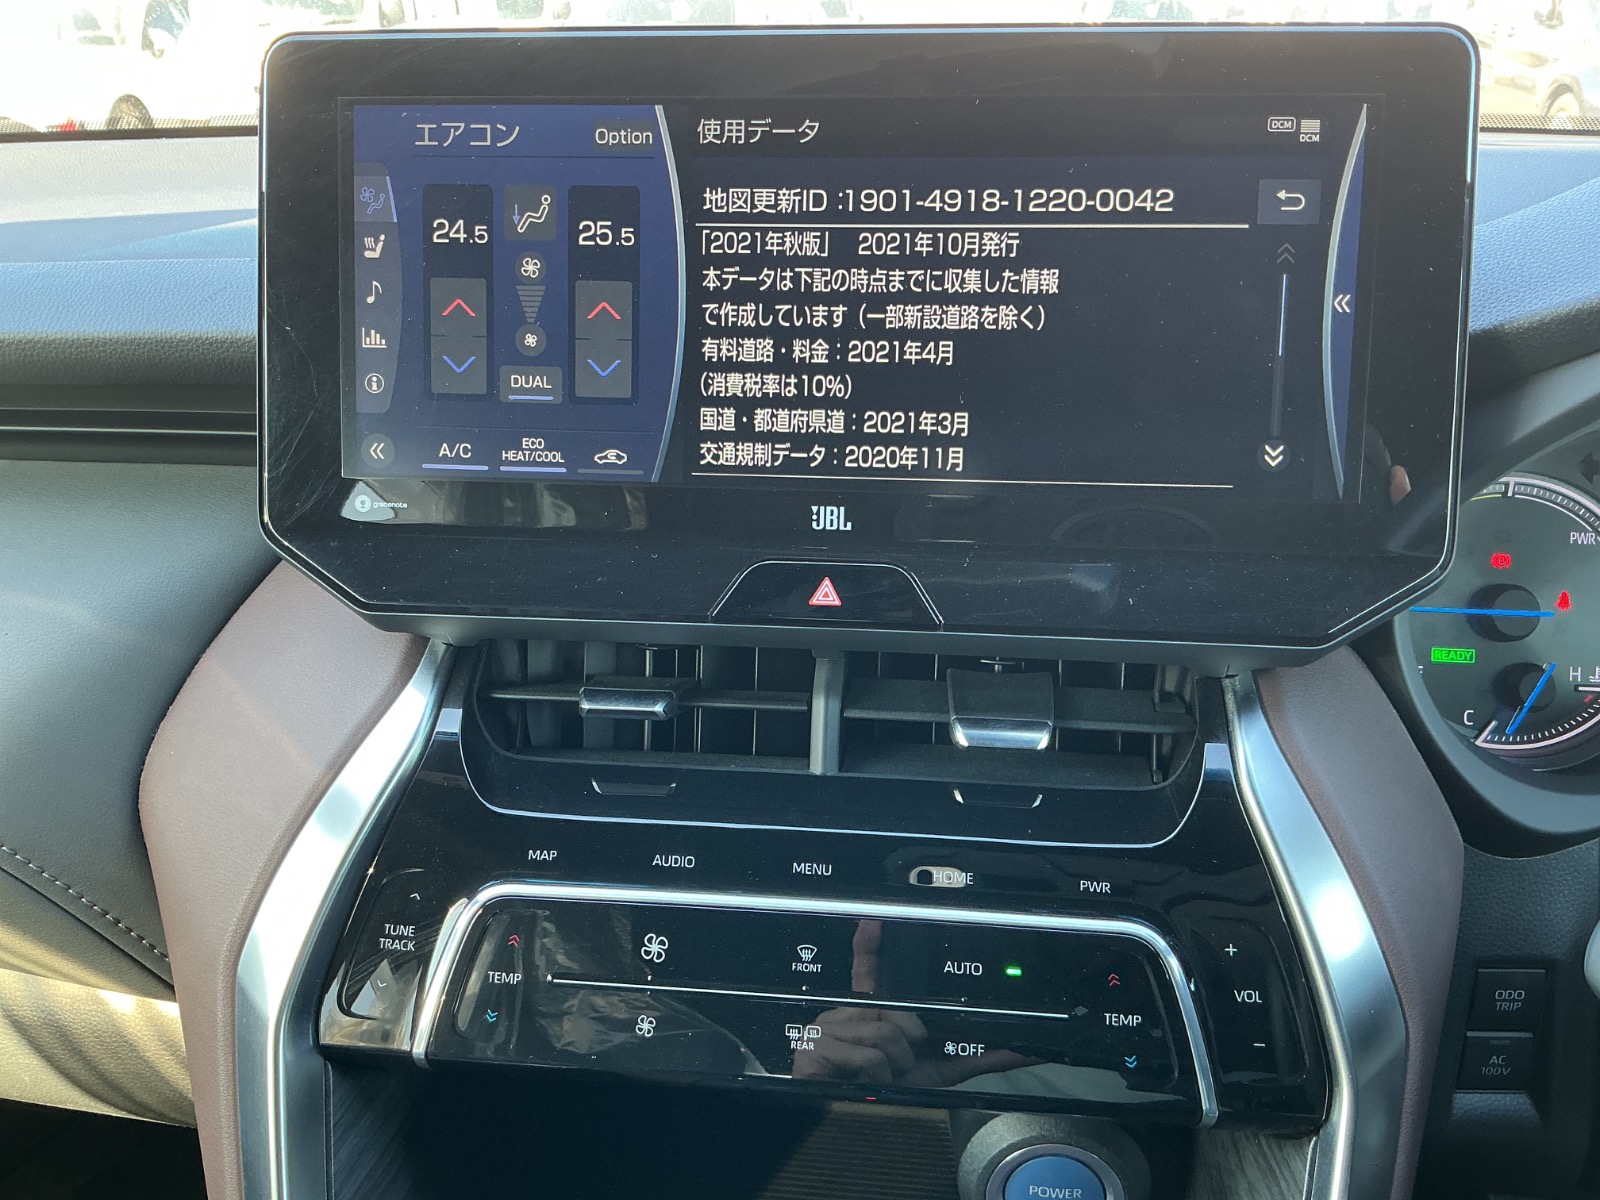 エアコン
Option
24.5
25.5
DUAL
A/C
ECO
HEAT/COOL
使用データ
DCM
DCM
地図更新ID :1901-4918-1220-0042
「2021年秋版」 2021年10月発行
本データは下記の時点までに収集した情報
で作成しています（一部新設道路を除く）
有料道路・料金：2021年4月
（消費税率は10%）
国道・都道府県道：2021年3月
交通規制データ：2020年11月
gracenote
JBL
PWR
READY
H
C
MAP
AUDIO
MENU
HOME
PWR
TUNE
TRACK
TEMP
FRONT
AUTO
REAR
OFF
TEMP
+
VOL
−
ODO
TRIP
AC
100V
POWER